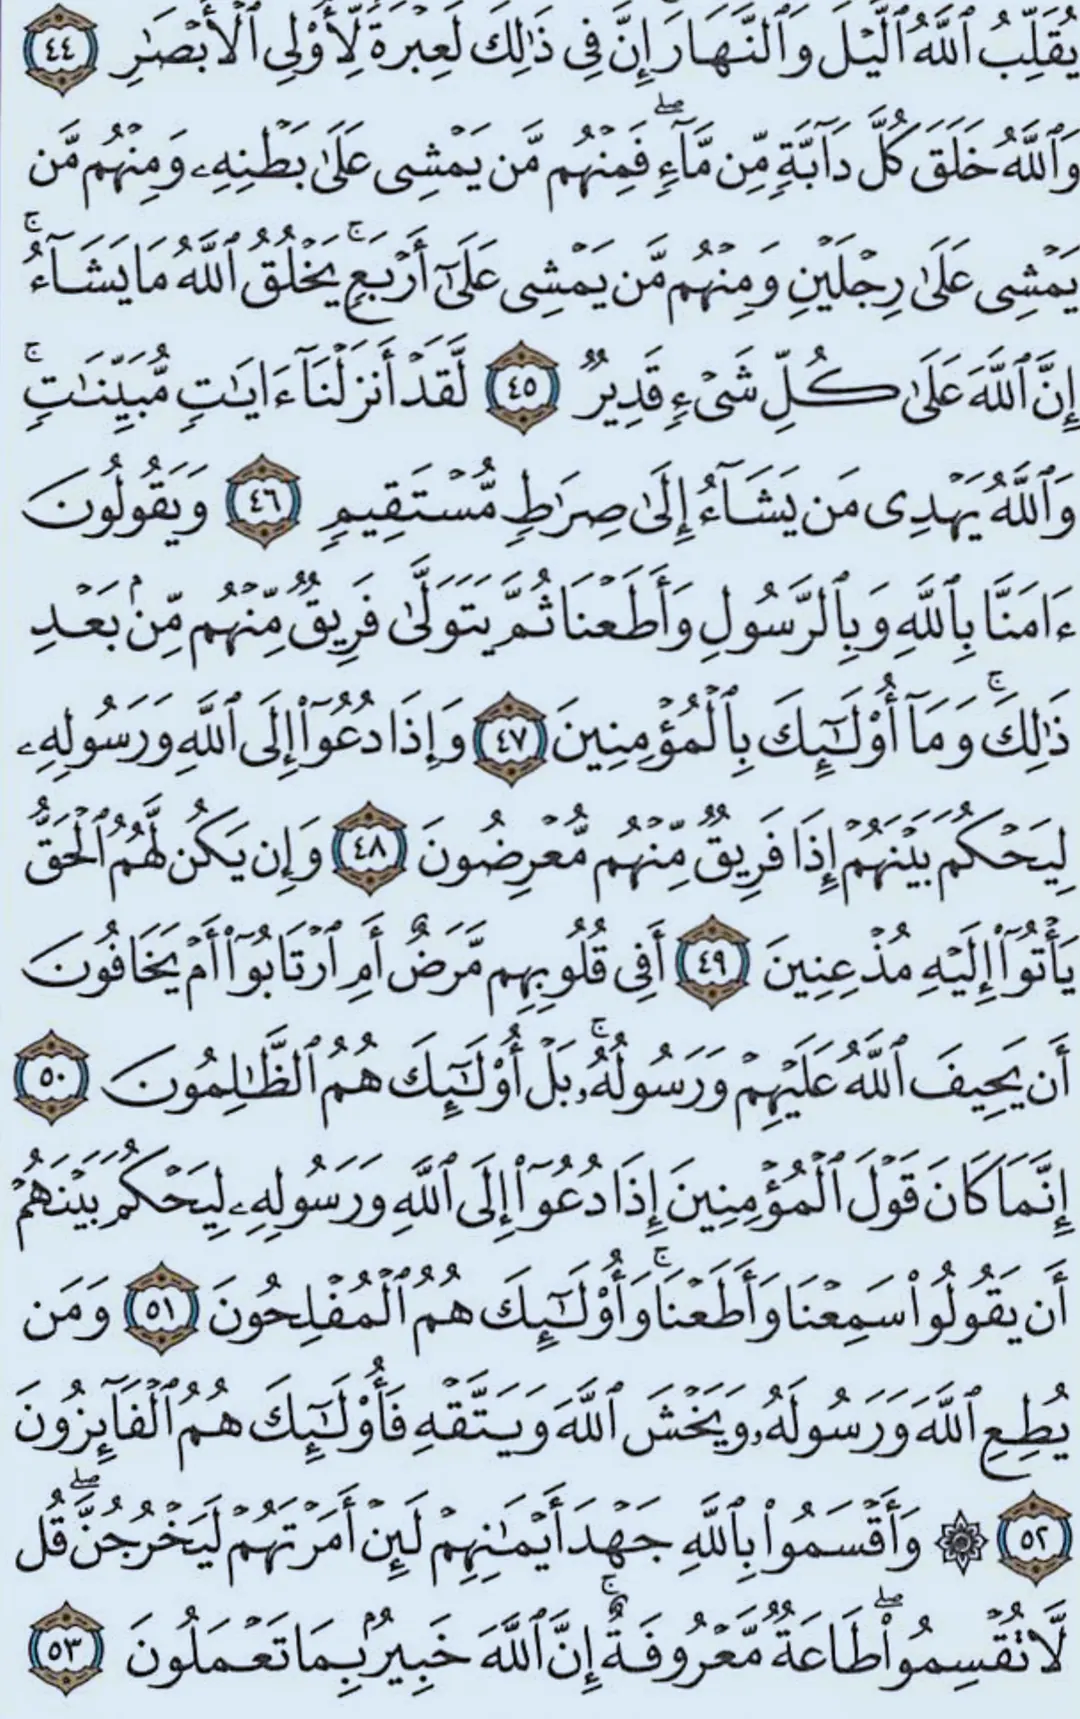 يُقَلِّبُ ٱللَّهُ ٱلَّيْلَ وَٱلنَّهَارَ إِنَّ فِى ذَٰلِكَ لَعِبْرَةً لِّأُو۟لِى ٱلْأَبْصَـٰرِ ٤٤
وَٱللَّهُ خَلَقَ كُلَّ دَآبَّةٍ مِّن مَّآءٍ ۖ فَمِنْهُم مَّن يَمْشِى عَلَىٰ بَطْنِهِۦ وَمِنْهُم مَّن
يَمْشِى عَلَىٰ رِجْلَيْنِ وَمِنْهُم مَّن يَمْشِى عَلَىٰٓ أَرْبَعٍ ۚ يَخْلُقُ ٱللَّهُ مَا يَشَآءُ ۚ
إِنَّ ٱللَّهَ عَلَىٰ كُلِّ شَىْءٍ قَدِيرٌ ٤٥ لَّقَدْ أَنزَلْنَآ ءَايَـٰتٍ مُّبَيِّنَـٰتٍ ۚ
وَٱللَّهُ يَهْدِى مَن يَشَآءُ إِلَىٰ صِرَٰطٍ مُّسْتَقِيمٍ ٤٦ وَيَقُولُونَ
ءَامَنَّا بِٱللَّهِ وَبِٱلرَّسُولِ وَأَطَعْنَا ثُمَّ يَتَوَلَّىٰ فَرِيقٌ مِّنْهُم مِّنۢ بَعْدِ
ذَٰلِكَ ۚ وَمَآ أُو۟لَـٰٓئِكَ بِٱلْمُؤْمِنِينَ ٤٧ وَإِذَا دُعُوٓا۟ إِلَى ٱللَّهِ وَرَسُولِهِۦ
لِيَحْكُمَ بَيْنَهُمْ إِذَا فَرِيقٌ مِّنْهُم مُّعْرِضُونَ ٤٨ وَإِن يَكُن لَّهُمُ ٱلْحَقُّ
يَأْتُوٓا۟ إِلَيْهِ مُذْعِنِينَ ٤٩ أَفِى قُلُوبِهِم مَّرَضٌ أَمِ ٱرْتَابُوٓا۟ أَمْ يَخَافُونَ
أَن يَحِيفَ ٱللَّهُ عَلَيْهِمْ وَرَسُولُهُۥ ۚ بَلْ أُو۟لَـٰٓئِكَ هُمُ ٱلظَّـٰلِمُونَ ٥٠
إِنَّمَا كَانَ قَوْلَ ٱلْمُؤْمِنِينَ إِذَا دُعُوٓا۟ إِلَى ٱللَّهِ وَرَسُولِهِۦ لِيَحْكُمَ بَيْنَهُمْ
أَن يَقُولُوا۟ سَمِعْنَا وَأَطَعْنَا ۚ وَأُو۟لَـٰٓئِكَ هُمُ ٱلْمُفْلِحُونَ ٥١ وَمَن
يُطِعِ ٱللَّهَ وَرَسُولَهُۥ وَيَخْشَ ٱللَّهَ وَيَتَّقْهِ فَأُو۟لَـٰٓئِكَ هُمُ ٱلْفَآئِزُونَ
٥٢ ۞ وَأَقْسَمُوا۟ بِٱللَّهِ جَهْدَ أَيْمَـٰنِهِمْ لَئِنْ أَمَرْتَهُمْ لَيَخْرُجُنَّ ۖ قُل
لَّا تُقْسِمُوا۟ ۖ طَاعَةٌ مَّعْرُوفَةٌ ۚ إِنَّ ٱللَّهَ خَبِيرٌۢ بِمَا تَعْمَلُونَ ٥٣